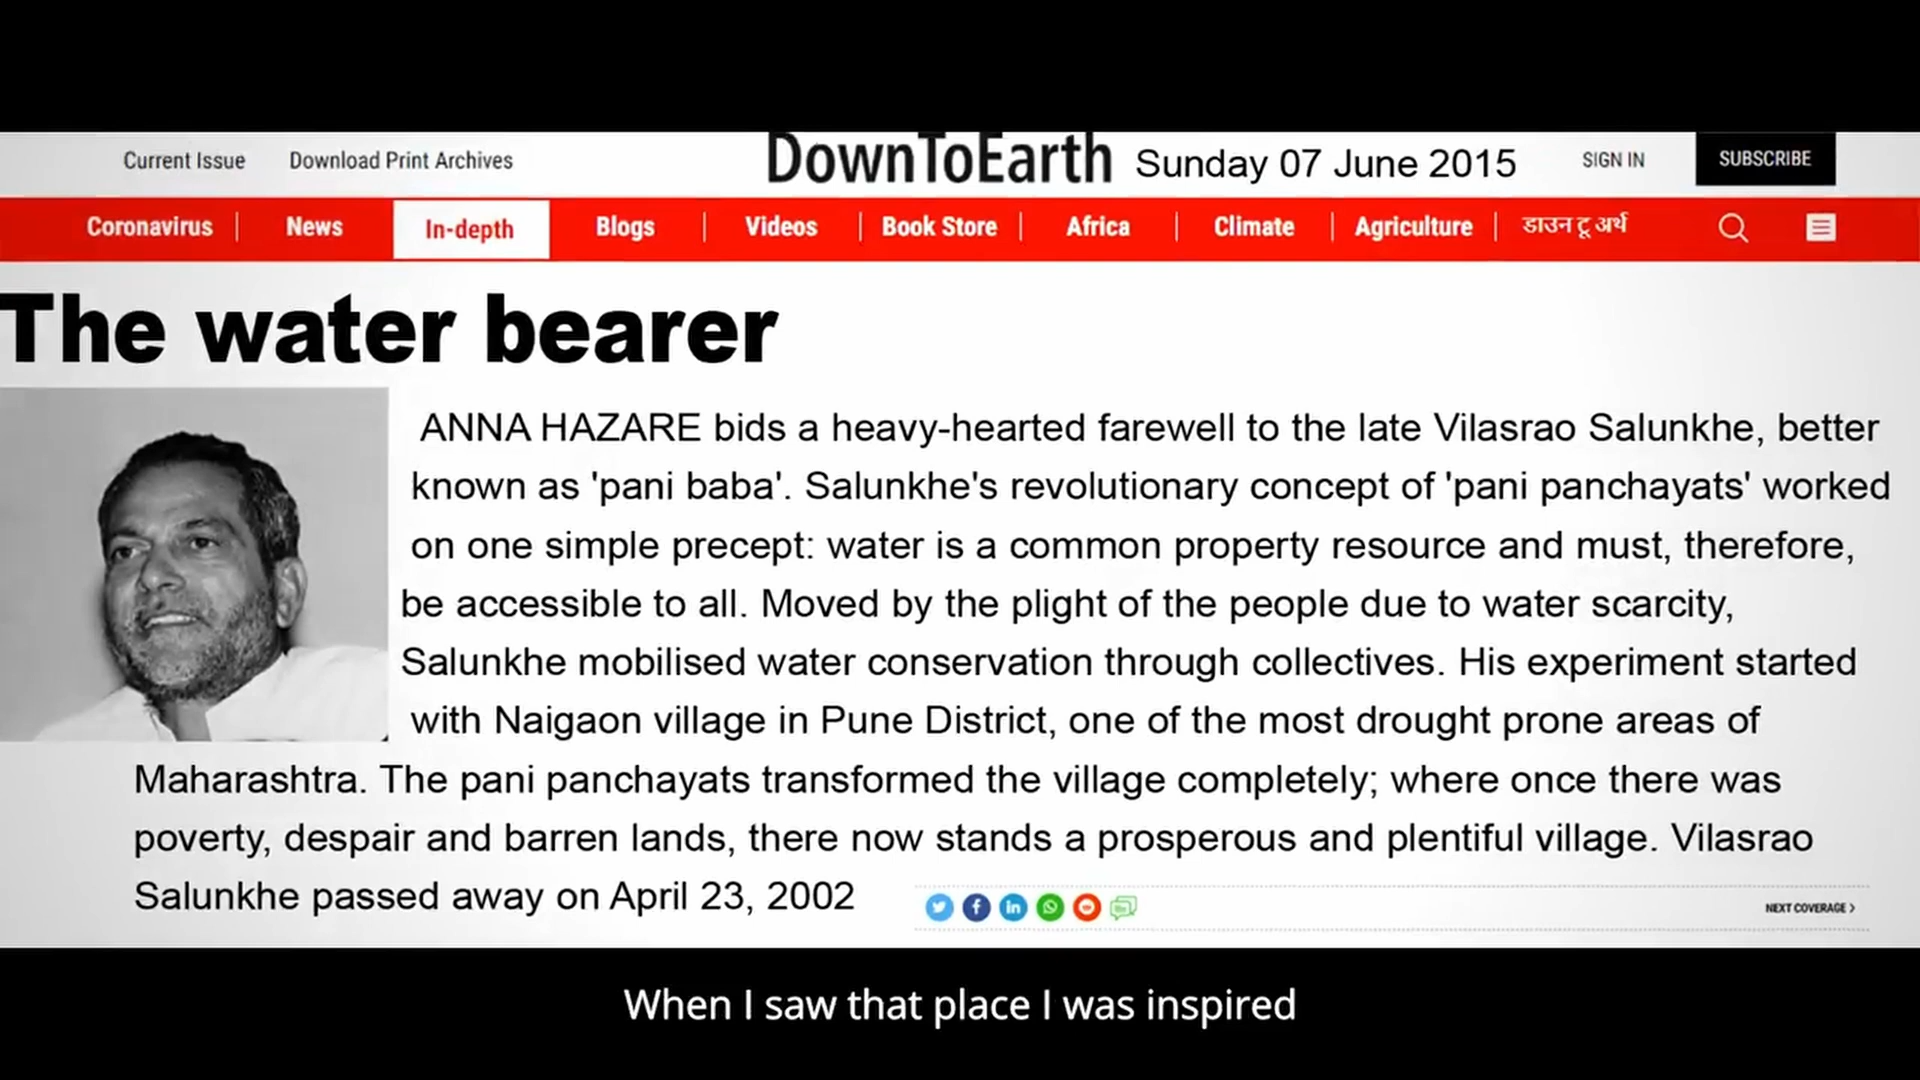 Current Issue Download Print Archives DownToEarth Sunday 07 June 2015 SIGN IN SUBSCRIBE
Coronavirus News In-depth Blogs Videos Book Store Africa Climate Agriculture डाउन टू अर्थ
The water bearer
ANNA HAZARE bids a heavy-hearted farewell to the late Vilasrao Salunkhe, better
known as 'pani baba'. Salunkhe's revolutionary concept of 'pani panchayats' worked
on one simple precept: water is a common property resource and must, therefore,
be accessible to all. Moved by the plight of the people due to water scarcity,
Salunkhe mobilised water conservation through collectives. His experiment started
with Naigaon village in Pune District, one of the most drought prone areas of
Maharashtra. The pani panchayats transformed the village completely; where once there was
poverty, despair and barren lands, there now stands a prosperous and plentiful village. Vilasrao
Salunkhe passed away on April 23, 2002
NEXT COVERAGE >
When I saw that place I was inspired